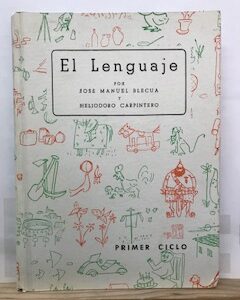 El Lenguaje
POR
JOSE MANUEL BLECUA
Y
HELIODORO CARPINTERO
PRIMER CICLO